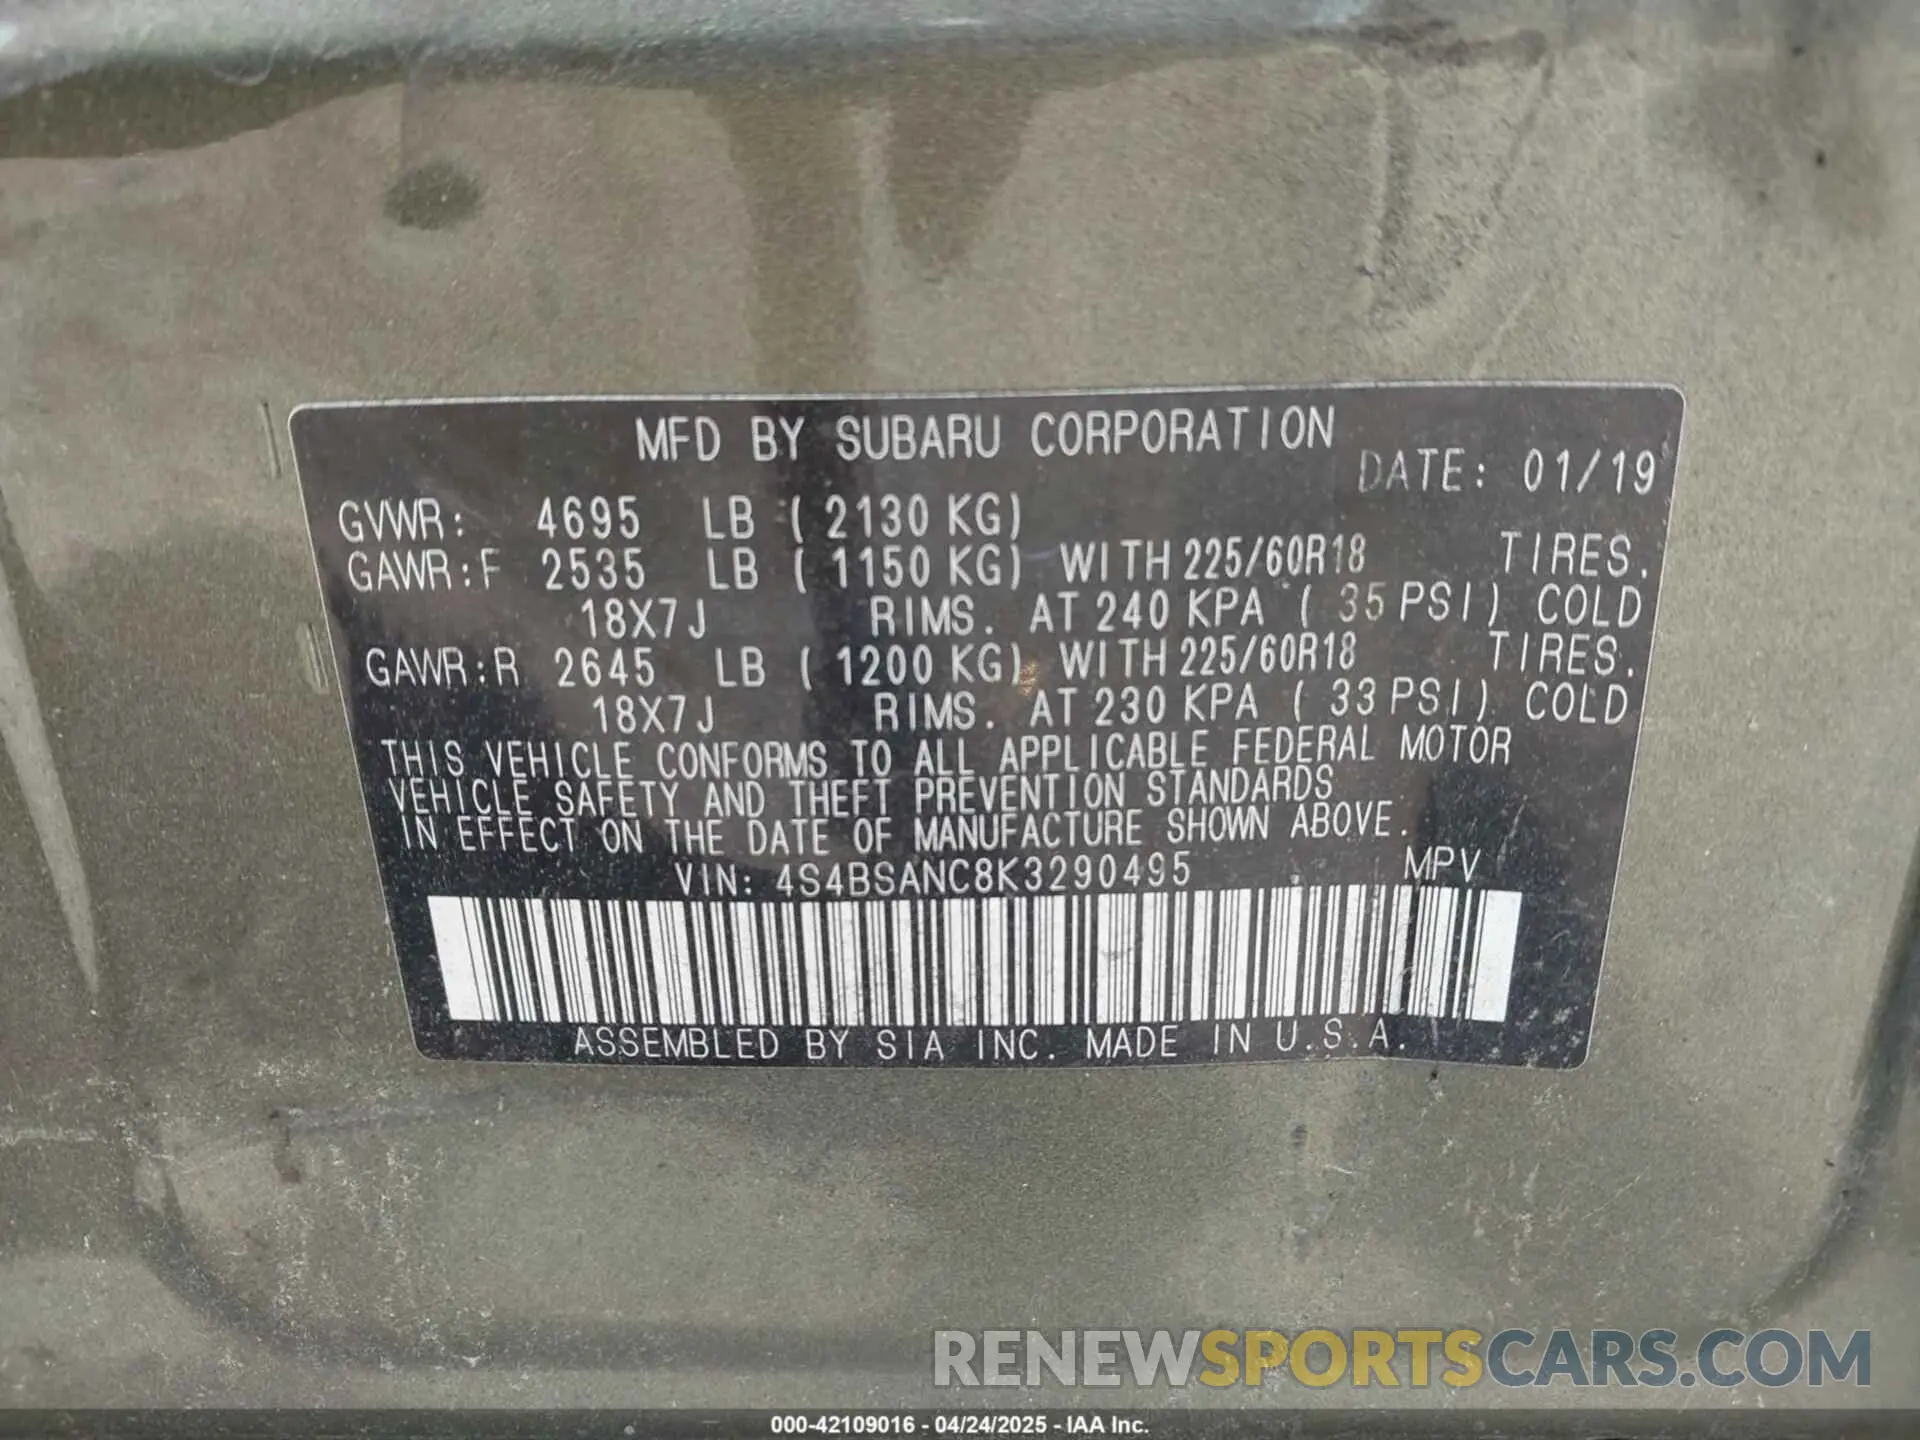 MFD BY SUBARU CORPORATION
DATE: 01/19
GVWR: 4695 LB ( 2130 KG)
GAWR:F 2535 LB ( 1150 KG) WITH 225/60R18 TIRES.
18X7J RIMS. AT 240 KPA ( 35 PSI) COLD
GAWR:R 2645 LB ( 1200 KG) WITH 225/60R18 TIRES.
18X7J RIMS. AT 230 KPA ( 33 PSI) COLD
THIS VEHICLE CONFORMS TO ALL APPLICABLE FEDERAL MOTOR
VEHICLE SAFETY AND THEFT PREVENTION STANDARDS
IN EFFECT ON THE DATE OF MANUFACTURE SHOWN ABOVE.
VIN: 4S4BSANC8K3290495 MPV
ASSEMBLED BY SIA INC. MADE IN U.S.A.
RENEWSPORTSCARS.COM
000-42109016 - 04/24/2025 - IAA Inc.